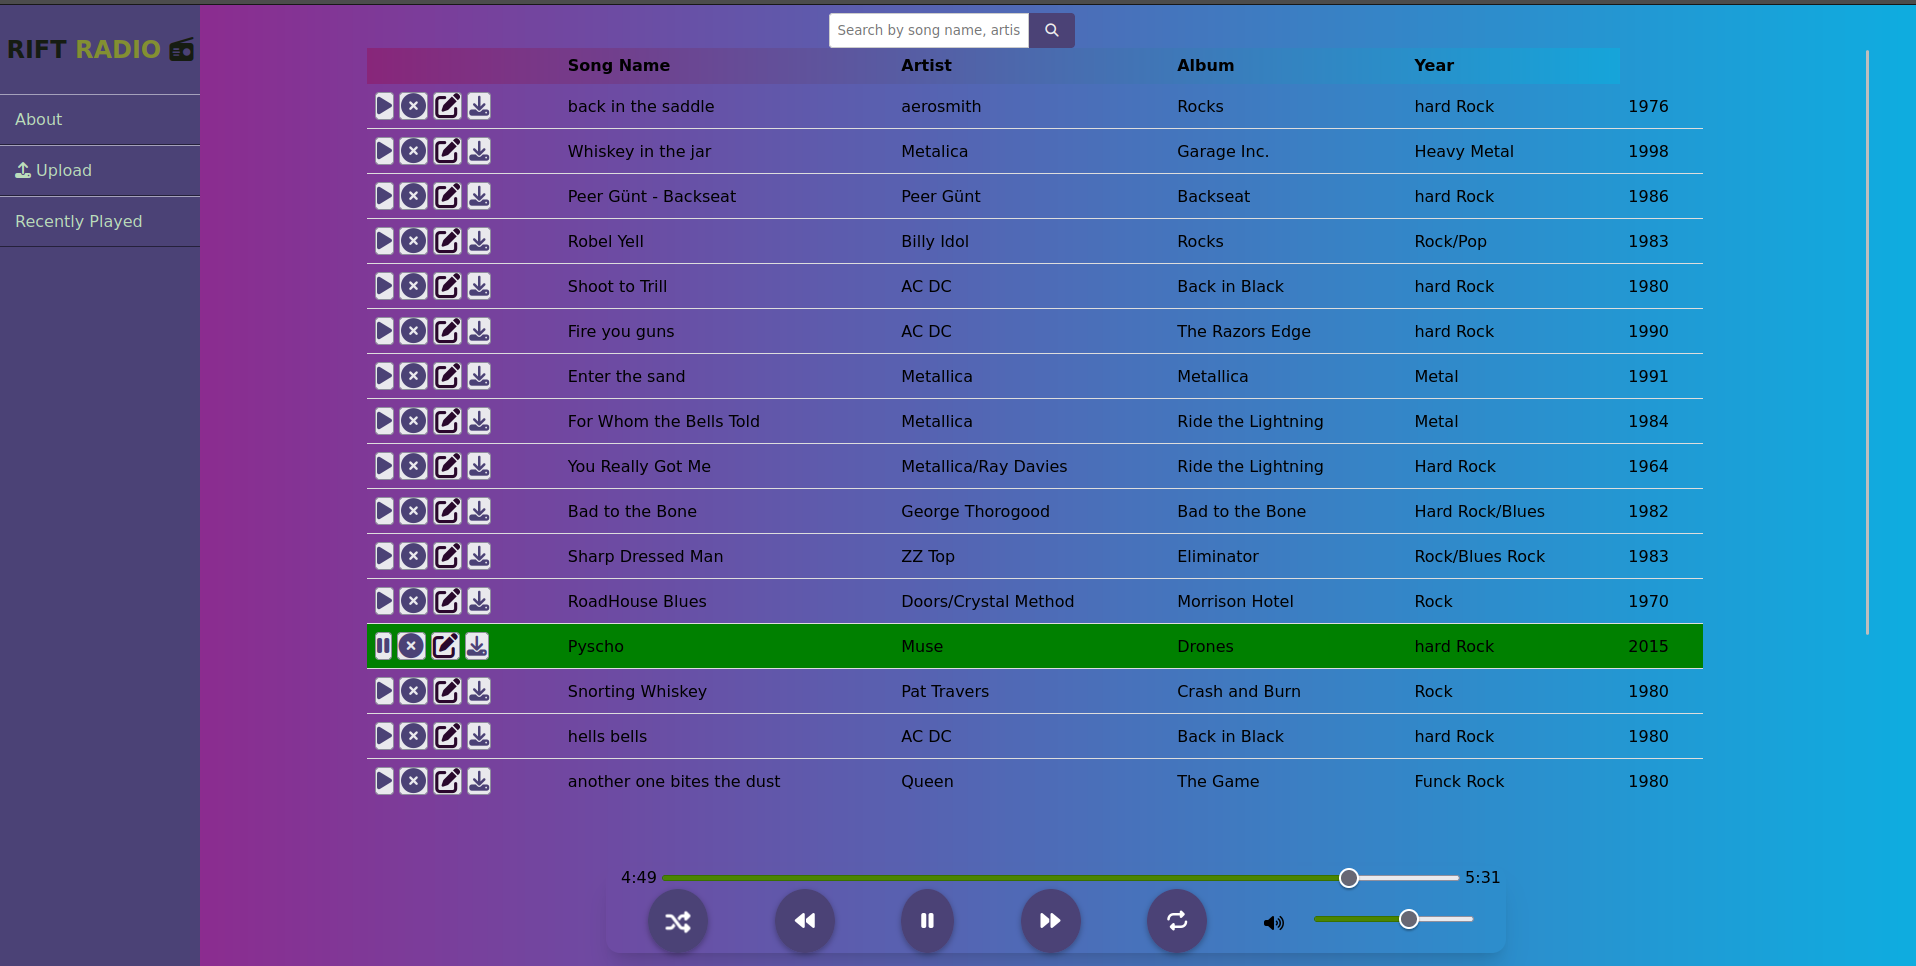 RIFT RADIO
About
Upload
Recently Played
Search by song name, artis
Song Name Artist Album Year
back in the saddle aerosmith Rocks hard Rock 1976
Whiskey in the jar Metalica Garage Inc. Heavy Metal 1998
Peer Günt - Backseat Peer Günt Backseat hard Rock 1986
Robel Yell Billy Idol Rocks Rock/Pop 1983
Shoot to Trill AC DC Back in Black hard Rock 1980
Fire you guns AC DC The Razors Edge hard Rock 1990
Enter the sand Metallica Metallica Metal 1991
For Whom the Bells Told Metallica Ride the Lightning Metal 1984
You Really Got Me Metallica/Ray Davies Ride the Lightning Hard Rock 1964
Bad to the Bone George Thorogood Bad to the Bone Hard Rock/Blues 1982
Sharp Dressed Man ZZ Top Eliminator Rock/Blues Rock 1983
RoadHouse Blues Doors/Crystal Method Morrison Hotel Rock 1970
Pyscho Muse Drones hard Rock 2015
Snorting Whiskey Pat Travers Crash and Burn Rock 1980
hells bells AC DC Back in Black hard Rock 1980
another one bites the dust Queen The Game Funck Rock 1980
4:49 5:31